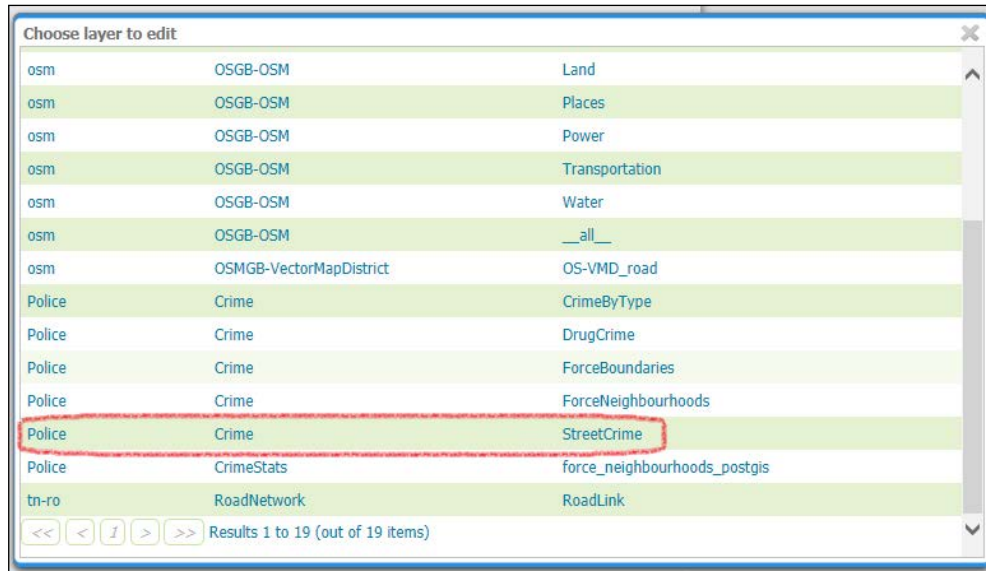 Choose layer to edit
osm OSGB-OSM Land
osm OSGB-OSM Places
osm OSGB-OSM Power
osm OSGB-OSM Transportation
osm OSGB-OSM Water
osm OSGB-OSM __all__
osm OSMGB-VectorMapDistrict OS-VMD_road
Police Crime CrimeByType
Police Crime DrugCrime
Police Crime ForceBoundaries
Police Crime ForceNeighbourhoods
Police Crime StreetCrime
Police CrimeStats force_neighbourhoods_postgis
tn-ro RoadNetwork RoadLink
<< < 1 > >> Results 1 to 19 (out of 19 items)